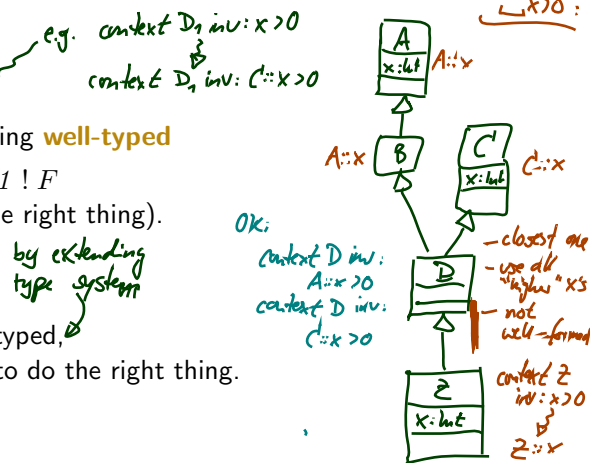 e.g. context D₁ inv: x>0
context D₁ inv: C::x>0
x>0 :
A
x:Int
A::x
ing well-typed
A::x
B
C
x:Int
C::x
1 ! F
e right thing).
by extending
type system
OK:
context D inv:
A::x >0
context D inv:
C::x >0
D
– closest one
– use all
"higher" x's
– not
well-formed
typed,
to do the right thing.
Z
x:Int
context Z
inv: x>0
Z::x